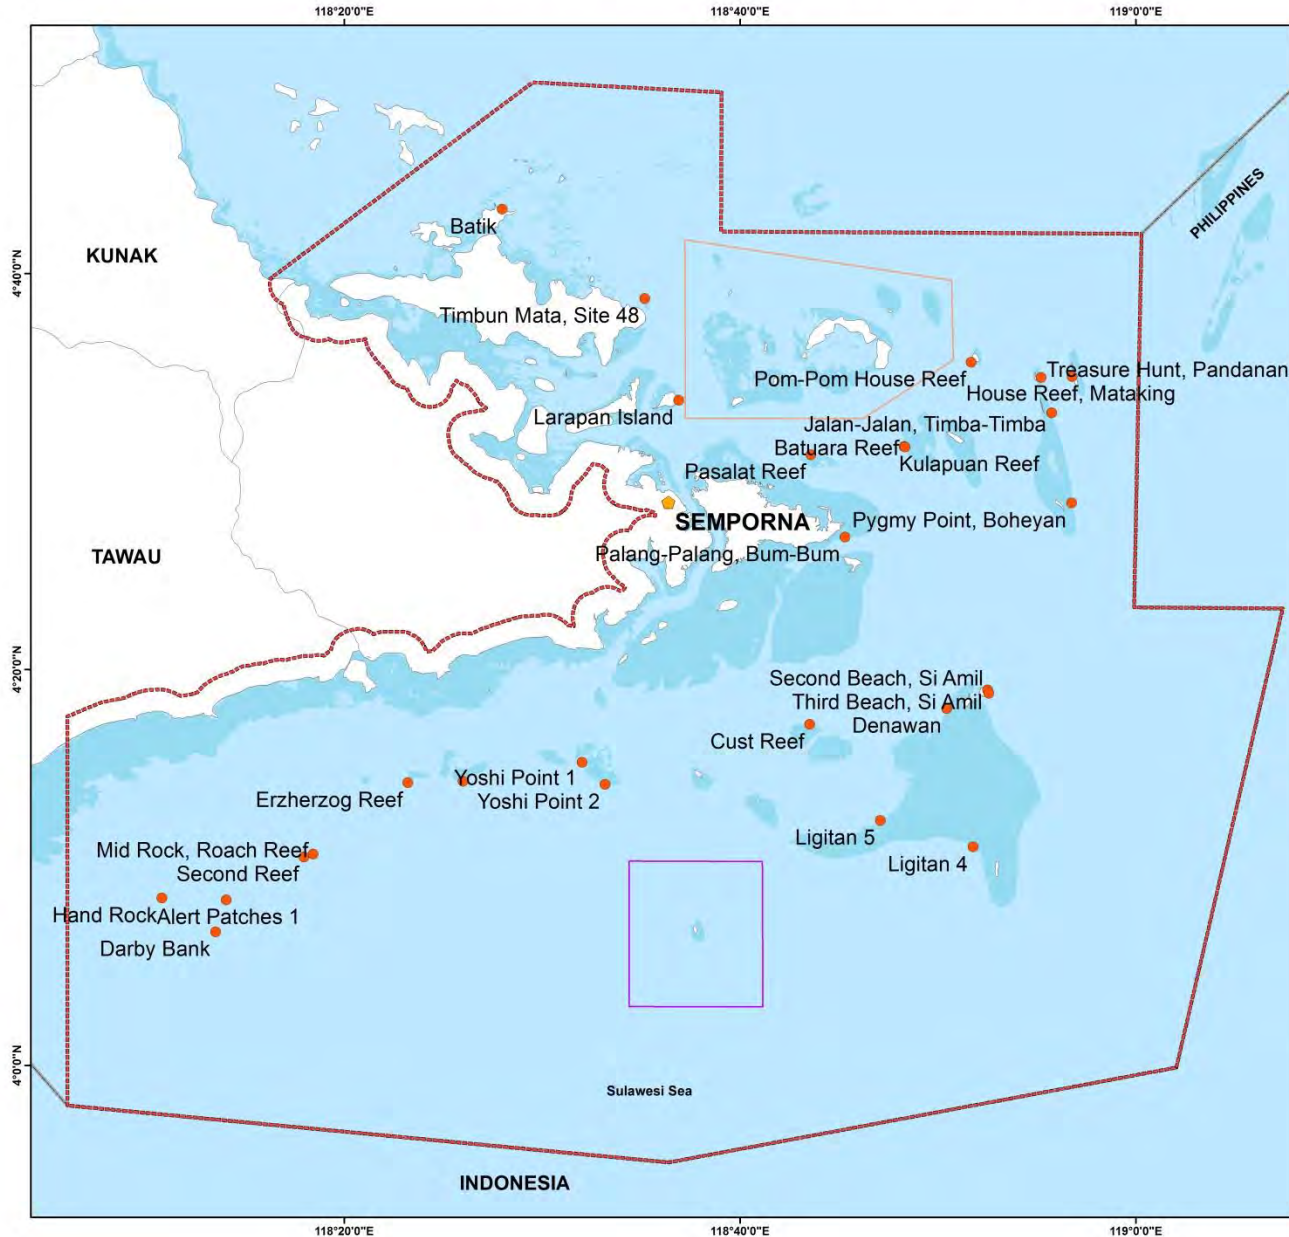 118°20'0"E
118°40'0"E
119°0'0"E
PHILIPPINES
Batik
KUNAK
4°40'0"N
Timbun Mata, Site 48
Pom-Pom House Reef
Treasure Hunt, Pandanan
House Reef, Mataking
Larapan Island
Jalan-Jalan, Timba-Timba
Batuara Reef
Kulapuan Reef
Pasalat Reef
SEMPORNA
Pygmy Point, Boheyan
TAWAU
Palang-Palang, Bum-Bum
4°20'0"N
Second Beach, Si Amil
Third Beach, Si Amil
Denawan
Cust Reef
Yoshi Point 1
Erzherzog Reef
Yoshi Point 2
Ligitan 5
Mid Rock, Roach Reef
Ligitan 4
Second Reef
Hand Rock
Alert Patches 1
Darby Bank
4°0'0"N
Sulawesi Sea
INDONESIA
118°20'0"E
118°40'0"E
119°0'0"E